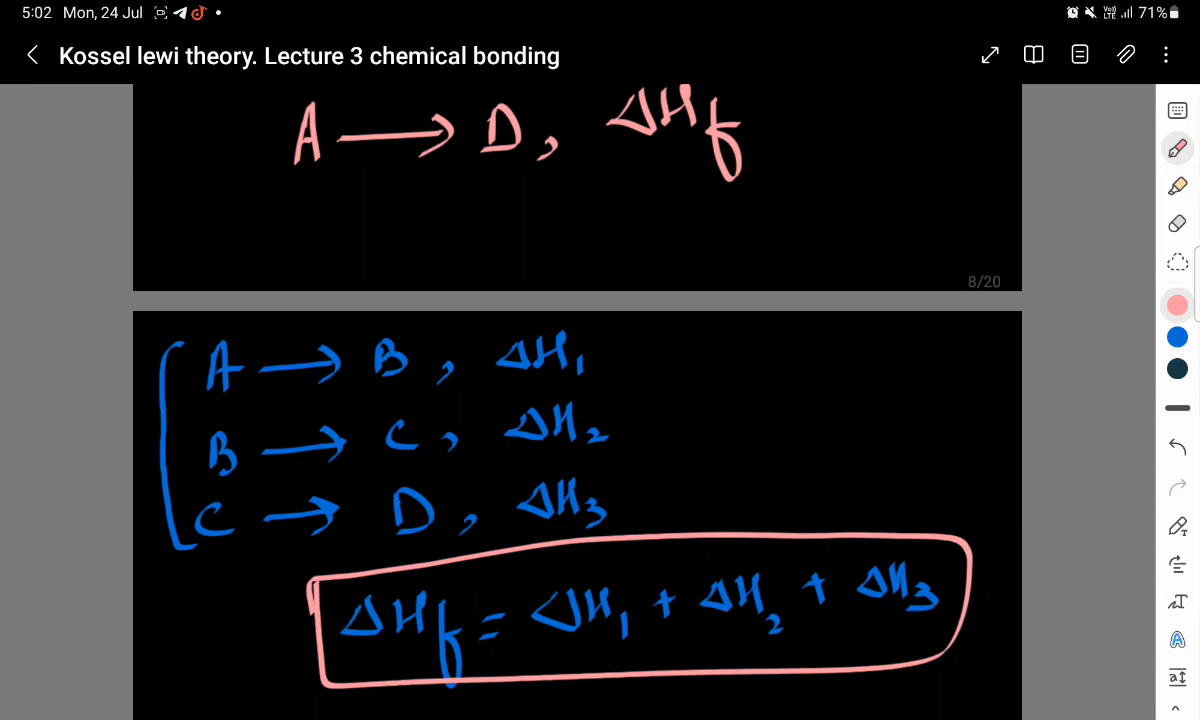 5:02 Mon, 24 Jul VoLTE 71%
Kossel lewi theory. Lecture 3 chemical bonding
A → D, ΔHf
8/20
A → B, ΔH₁
B → C, ΔH₂
C → D, ΔH₃
ΔHf = ΔH₁ + ΔH₂ + ΔH₃